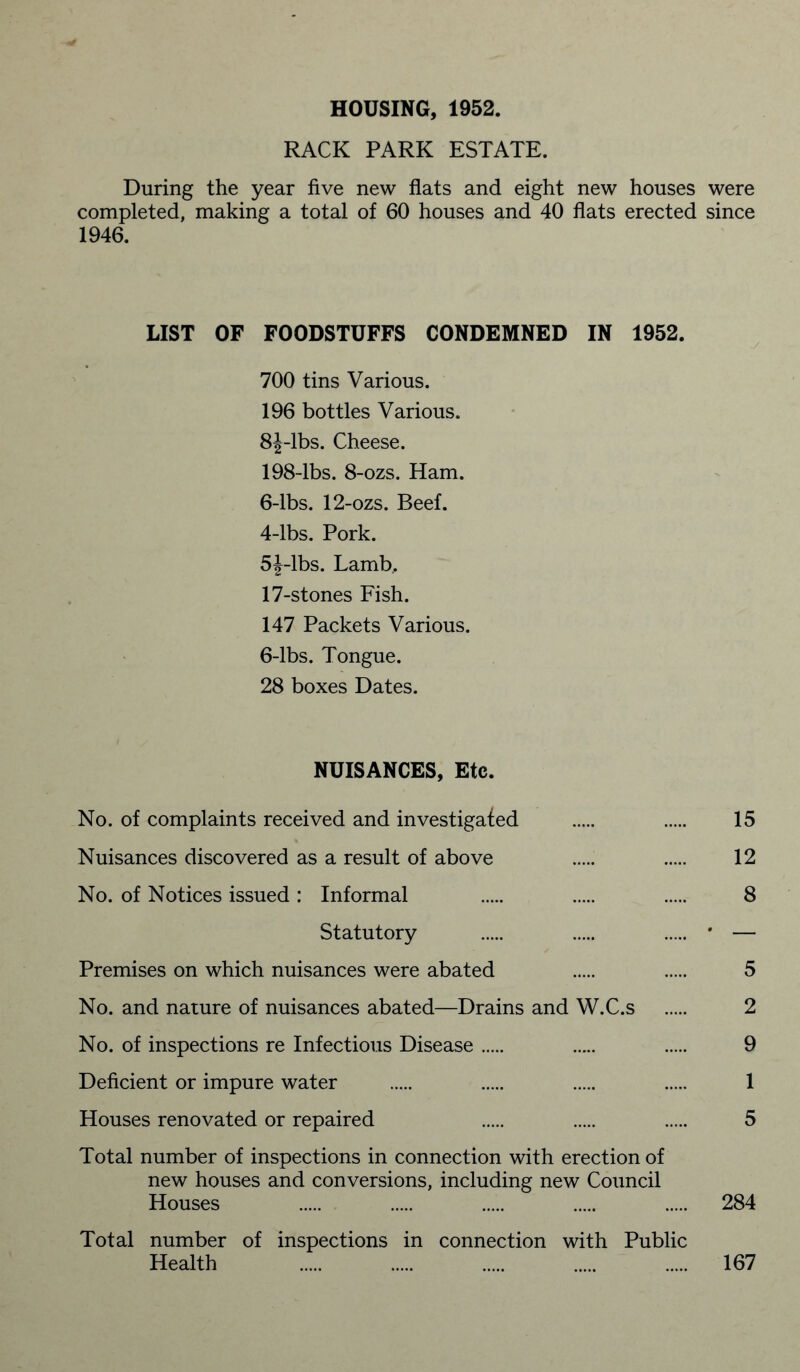 HOUSING, 1952.
RACK PARK ESTATE.
During the year five new flats and eight new houses were
completed, making a total of 60 houses and 40 flats erected since
1946.
LIST OF FOODSTUFFS CONDEMNED IN 1952.
700 tins Various.
196 bottles Various.
8½-lbs. Cheese.
198-lbs. 8-ozs. Ham.
6-lbs. 12-ozs. Beef.
4-lbs. Pork.
5½-lbs. Lamb.
17-stones Fish.
147 Packets Various.
6-lbs. Tongue.
28 boxes Dates.
NUISANCES, Etc.
No. of complaints received and investigated ..... ..... 15
Nuisances discovered as a result of above ..... ..... 12
No. of Notices issued : Informal ..... ..... ..... 8
Statutory ..... ..... ..... —
Premises on which nuisances were abated ..... ..... 5
No. and nature of nuisances abated—Drains and W.C.s ..... 2
No. of inspections re Infectious Disease ..... ..... ..... 9
Deficient or impure water ..... ..... ..... ..... 1
Houses renovated or repaired ..... ..... ..... 5
Total number of inspections in connection with erection of
new houses and conversions, including new Council
Houses ..... ..... ..... ..... ..... 284
Total number of inspections in connection with Public
Health ..... ..... ..... ..... ..... 167